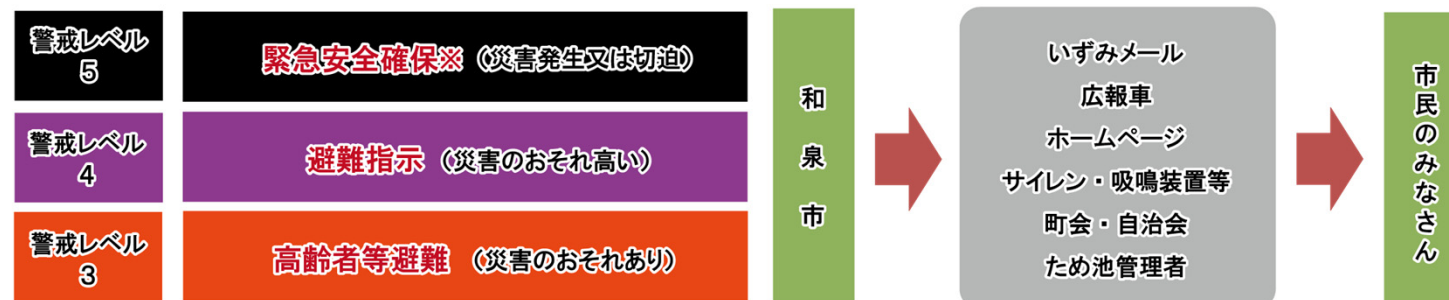 警戒レベル
5
緊急安全確保※（災害発生又は切迫）
警戒レベル
4
避難指示（災害のおそれ高い）
警戒レベル
3
高齢者等避難（災害のおそれあり）
和泉市
いずみメール
広報車
ホームページ
サイレン・吸鳴装置等
町会・自治会
ため池管理者
市民のみなさん